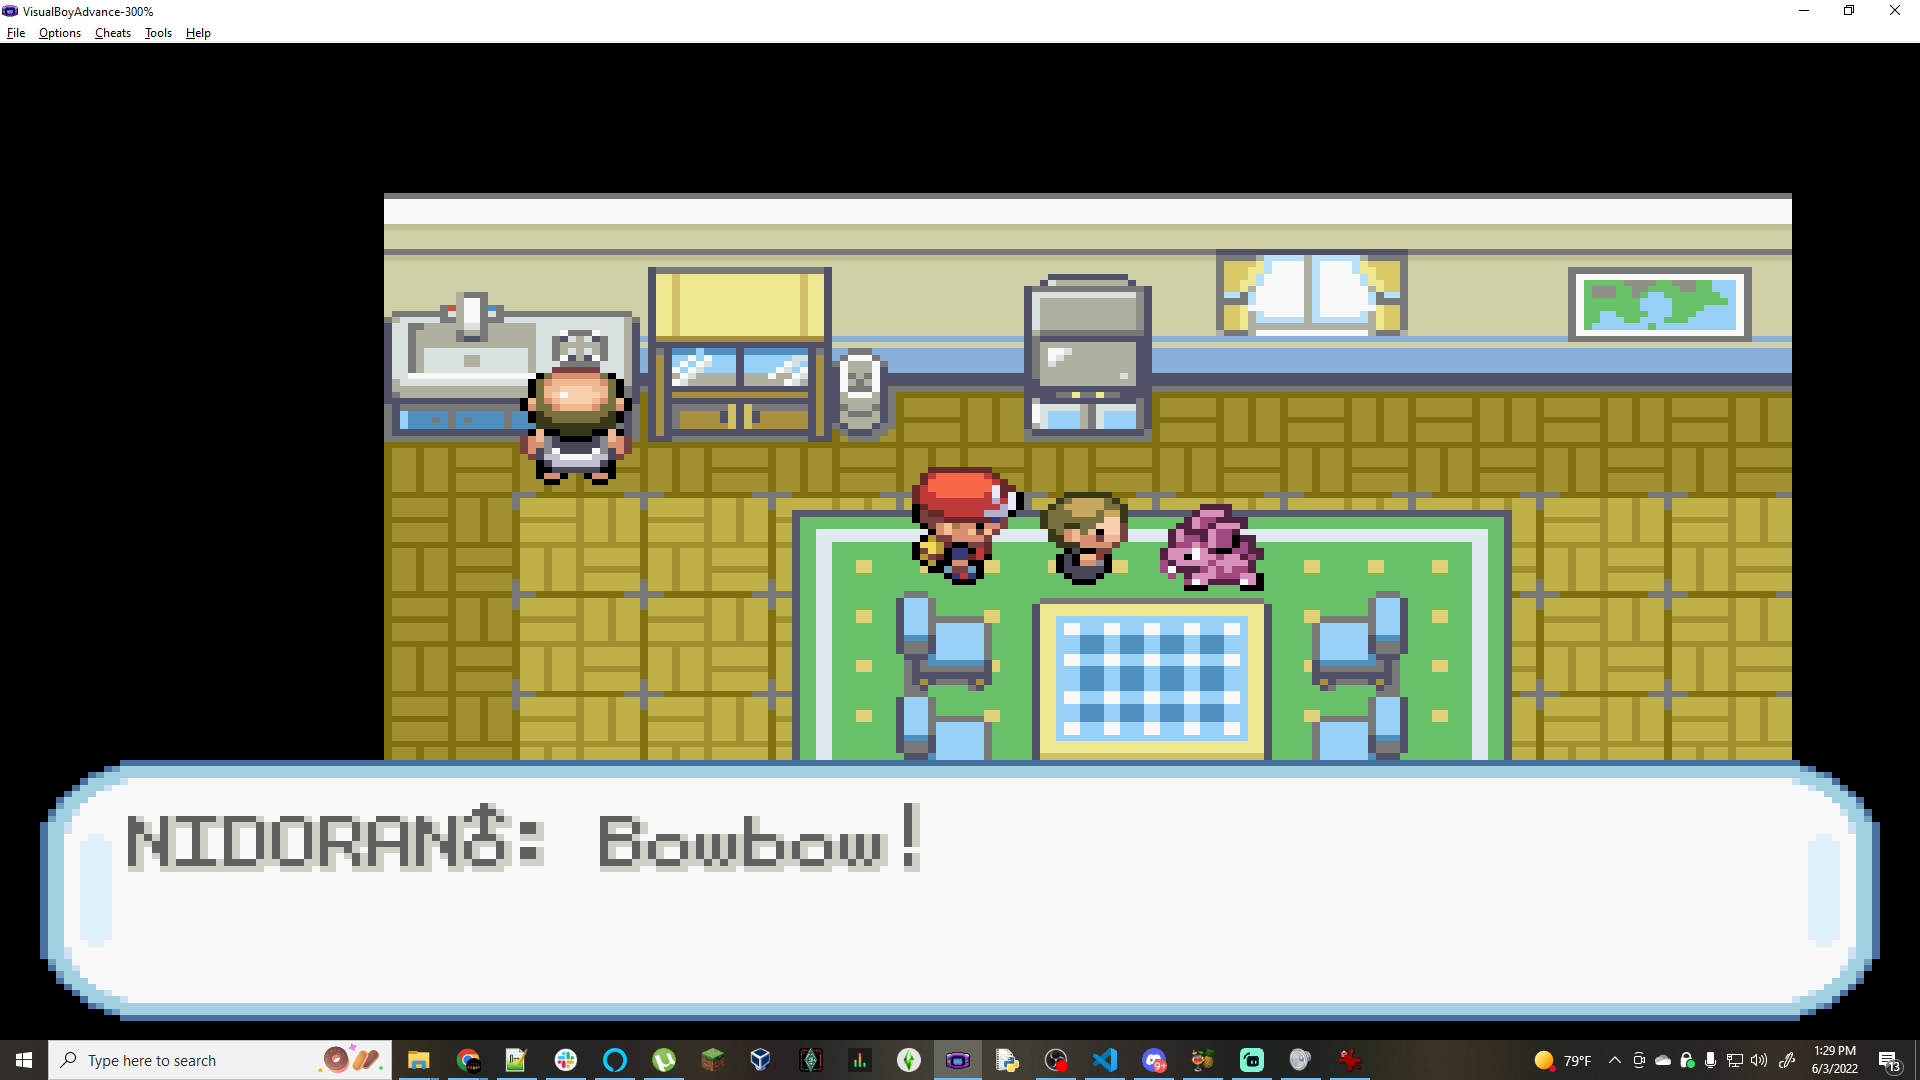 VisualBoyAdvance-300%
File Options Cheats Tools Help
NIDORAN♂: Bowbow!
Type here to search
9+
79°F
1:29 PM
6/3/2022
13